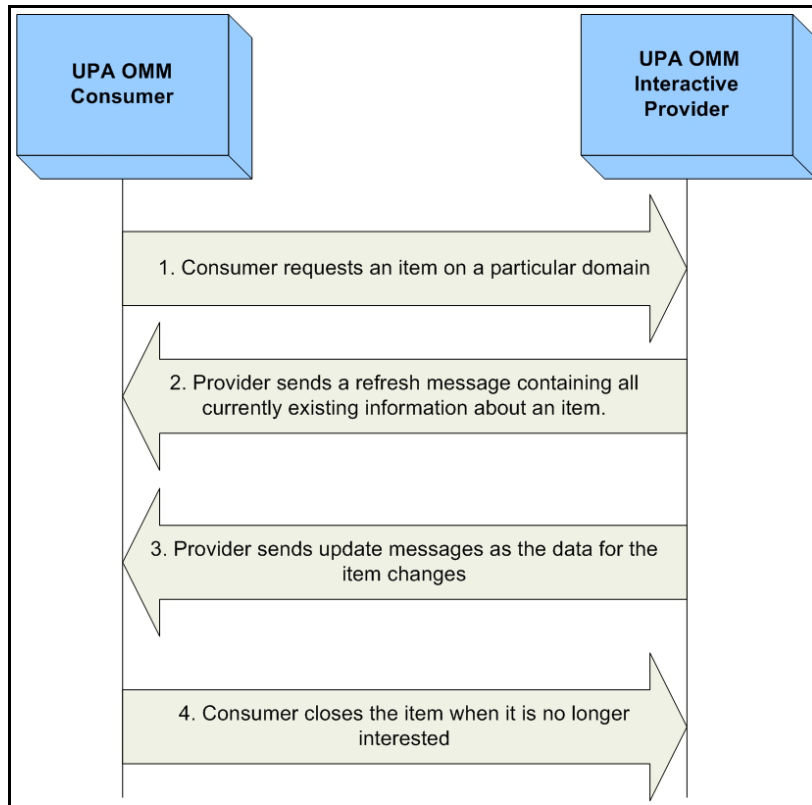 UPA OMM
Consumer
UPA OMM
Interactive
Provider
1. Consumer requests an item on a particular domain
2. Provider sends a refresh message containing all
currently existing information about an item.
3. Provider sends update messages as the data for the
item changes
4. Consumer closes the item when it is no longer
interested